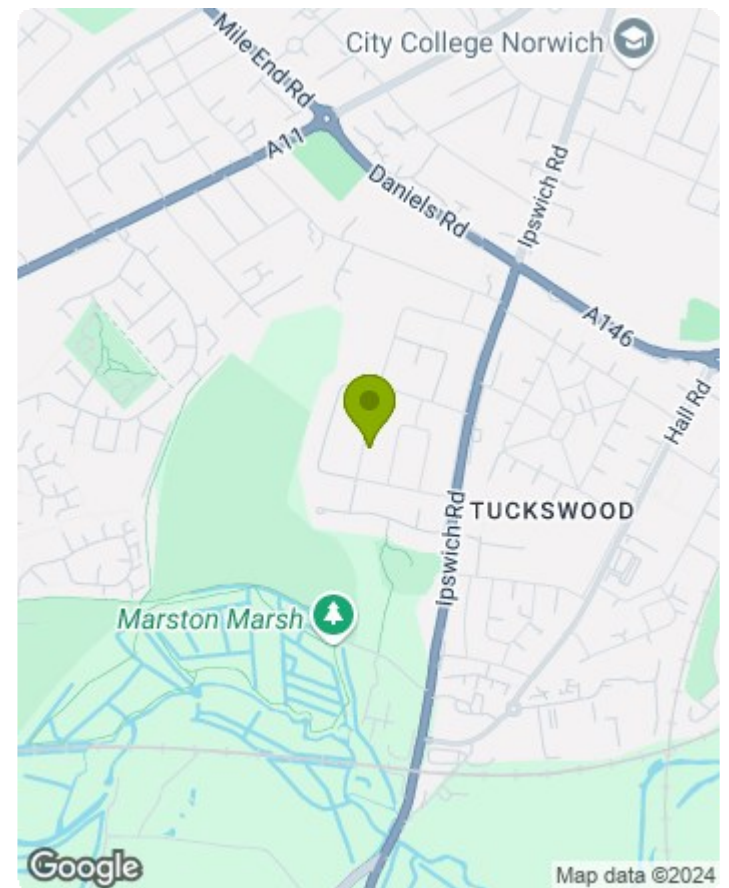 City College Norwich
Mile End Rd
A11
Daniels Rd
Ipswich Rd
A146
Hall Rd
TUCKSWOOD
Ipswich Rd
Marston Marsh
Google
Map data ©2024